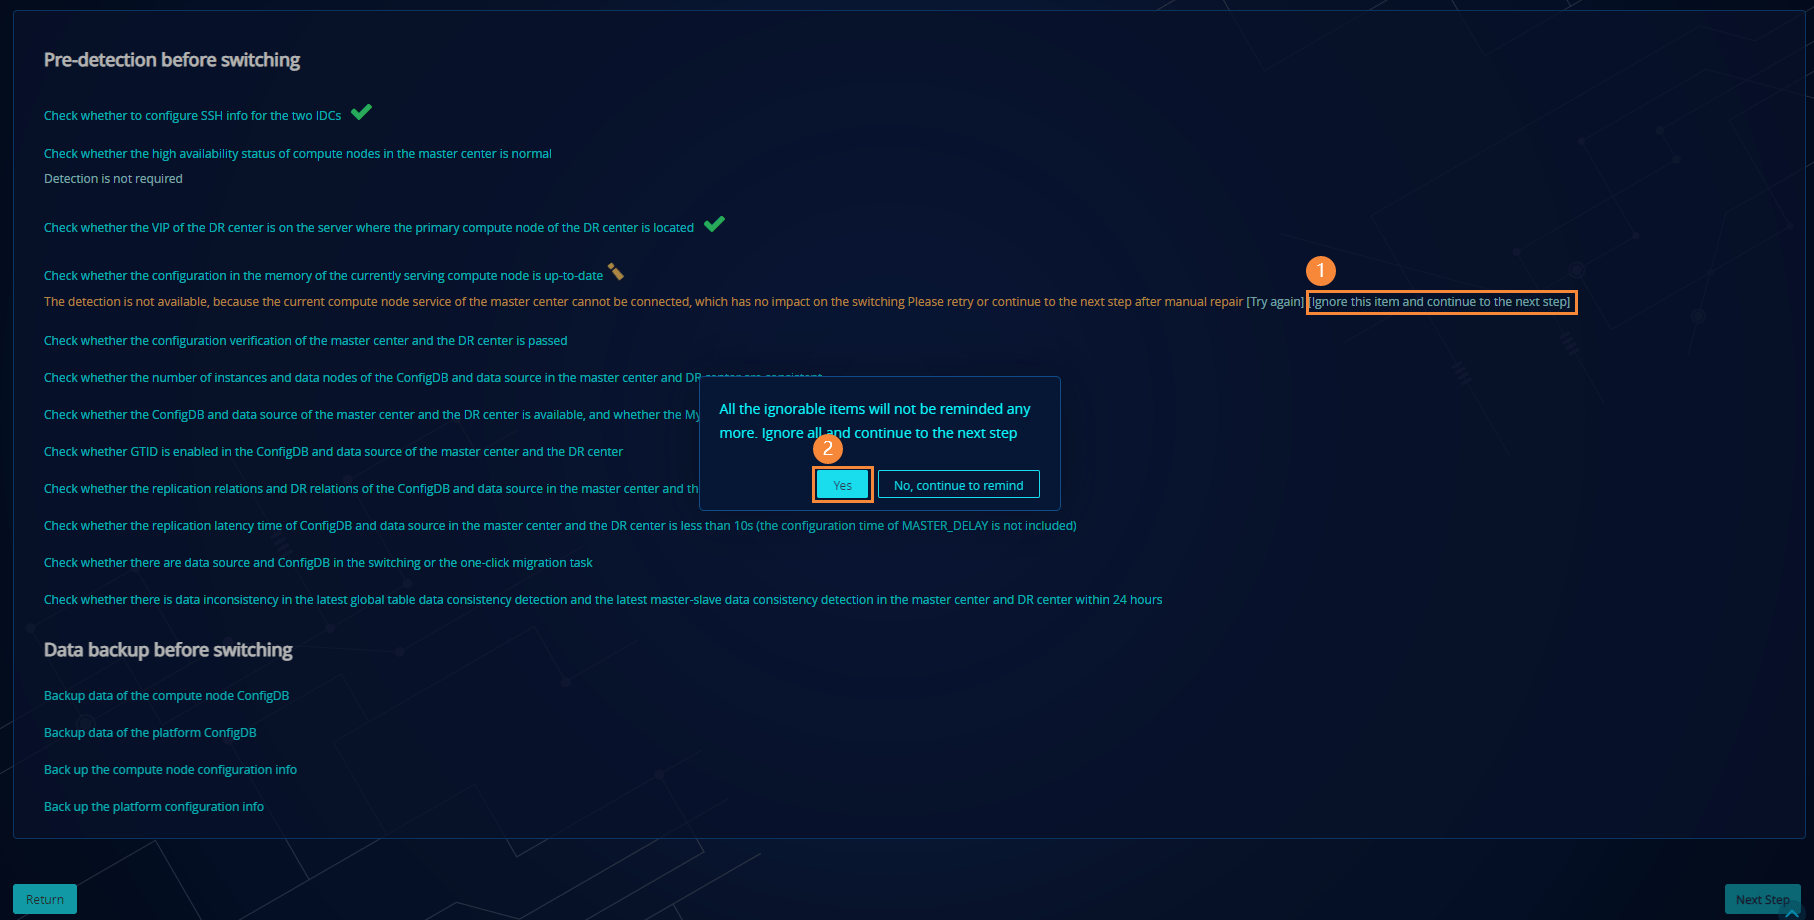 Pre-detection before switching
Check whether to configure SSH info for the two IDCs
Check whether the high availability status of compute nodes in the master center is normal
Detection is not required
Check whether the VIP of the DR center is on the server where the primary compute node of the DR center is located
Check whether the configuration in the memory of the currently serving compute node is up-to-date
1
The detection is not available, because the current compute node service of the master center cannot be connected, which has no impact on the switching Please retry or continue to the next step after manual repair [Try again] [Ignore this item and continue to the next step]
Check whether the configuration verification of the master center and the DR center is passed
Check whether the number of instances and data nodes of the ConfigDB and data source in the master center and DR center are consistent
Check whether the ConfigDB and data source of the master center and the DR center is available, and whether the My
Check whether GTID is enabled in the ConfigDB and data source of the master center and the DR center
Check whether the replication relations and DR relations of the ConfigDB and data source in the master center and th
Check whether the replication latency time of ConfigDB and data source in the master center and the DR center is less than 10s (the configuration time of MASTER_DELAY is not included)
Check whether there are data source and ConfigDB in the switching or the one-click migration task
Check whether there is data inconsistency in the latest global table data consistency detection and the latest master-slave data consistency detection in the master center and DR center within 24 hours
All the ignorable items will not be reminded any
more. Ignore all and continue to the next step
2
Yes
No, continue to remind
Data backup before switching
Backup data of the compute node ConfigDB
Backup data of the platform ConfigDB
Back up the compute node configuration info
Back up the platform configuration info
Return
Next Step